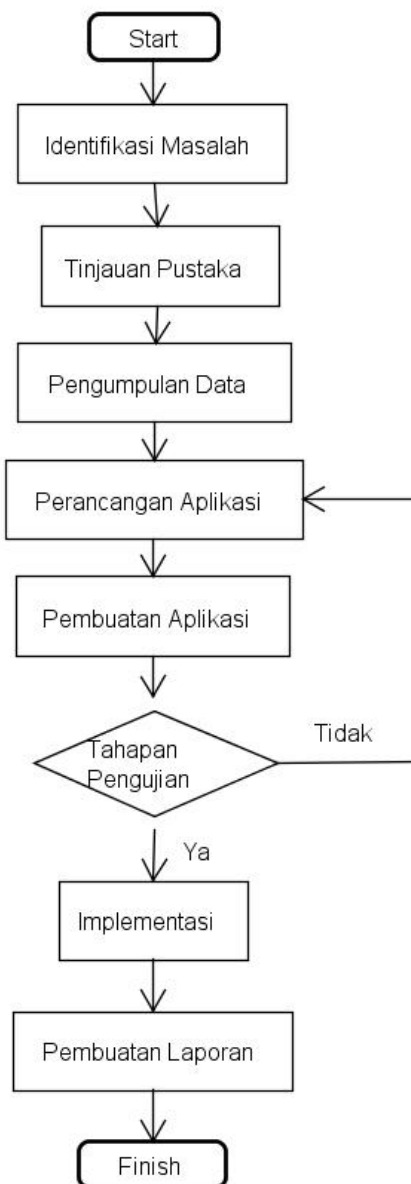 Start
Identifikasi Masalah
Tinjauan Pustaka
Pengumpulan Data
Perancangan Aplikasi
Pembuatan Aplikasi
Tahapan
Pengujian
Tidak
Ya
Implementasi
Pembuatan Laporan
Finish